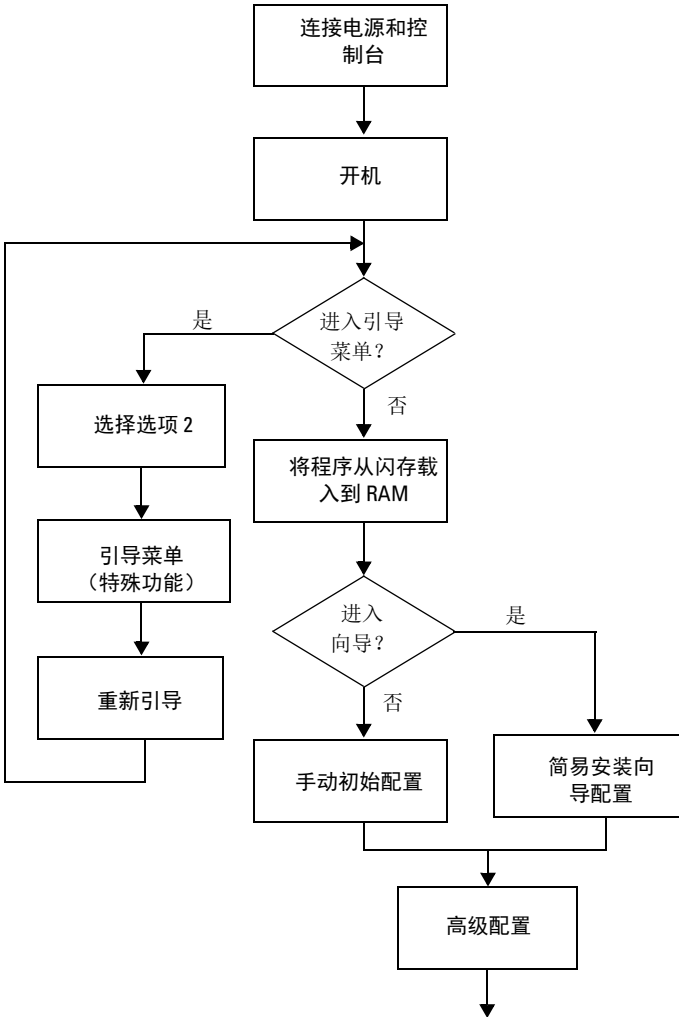 连接电源和控
制台
开机
进入引导
菜单？
是
否
选择选项 2
将程序从闪存载
入到 RAM
引导菜单
（特殊功能）
进入
向导？
是
否
重新引导
手动初始配置
简易安装向
导配置
高级配置